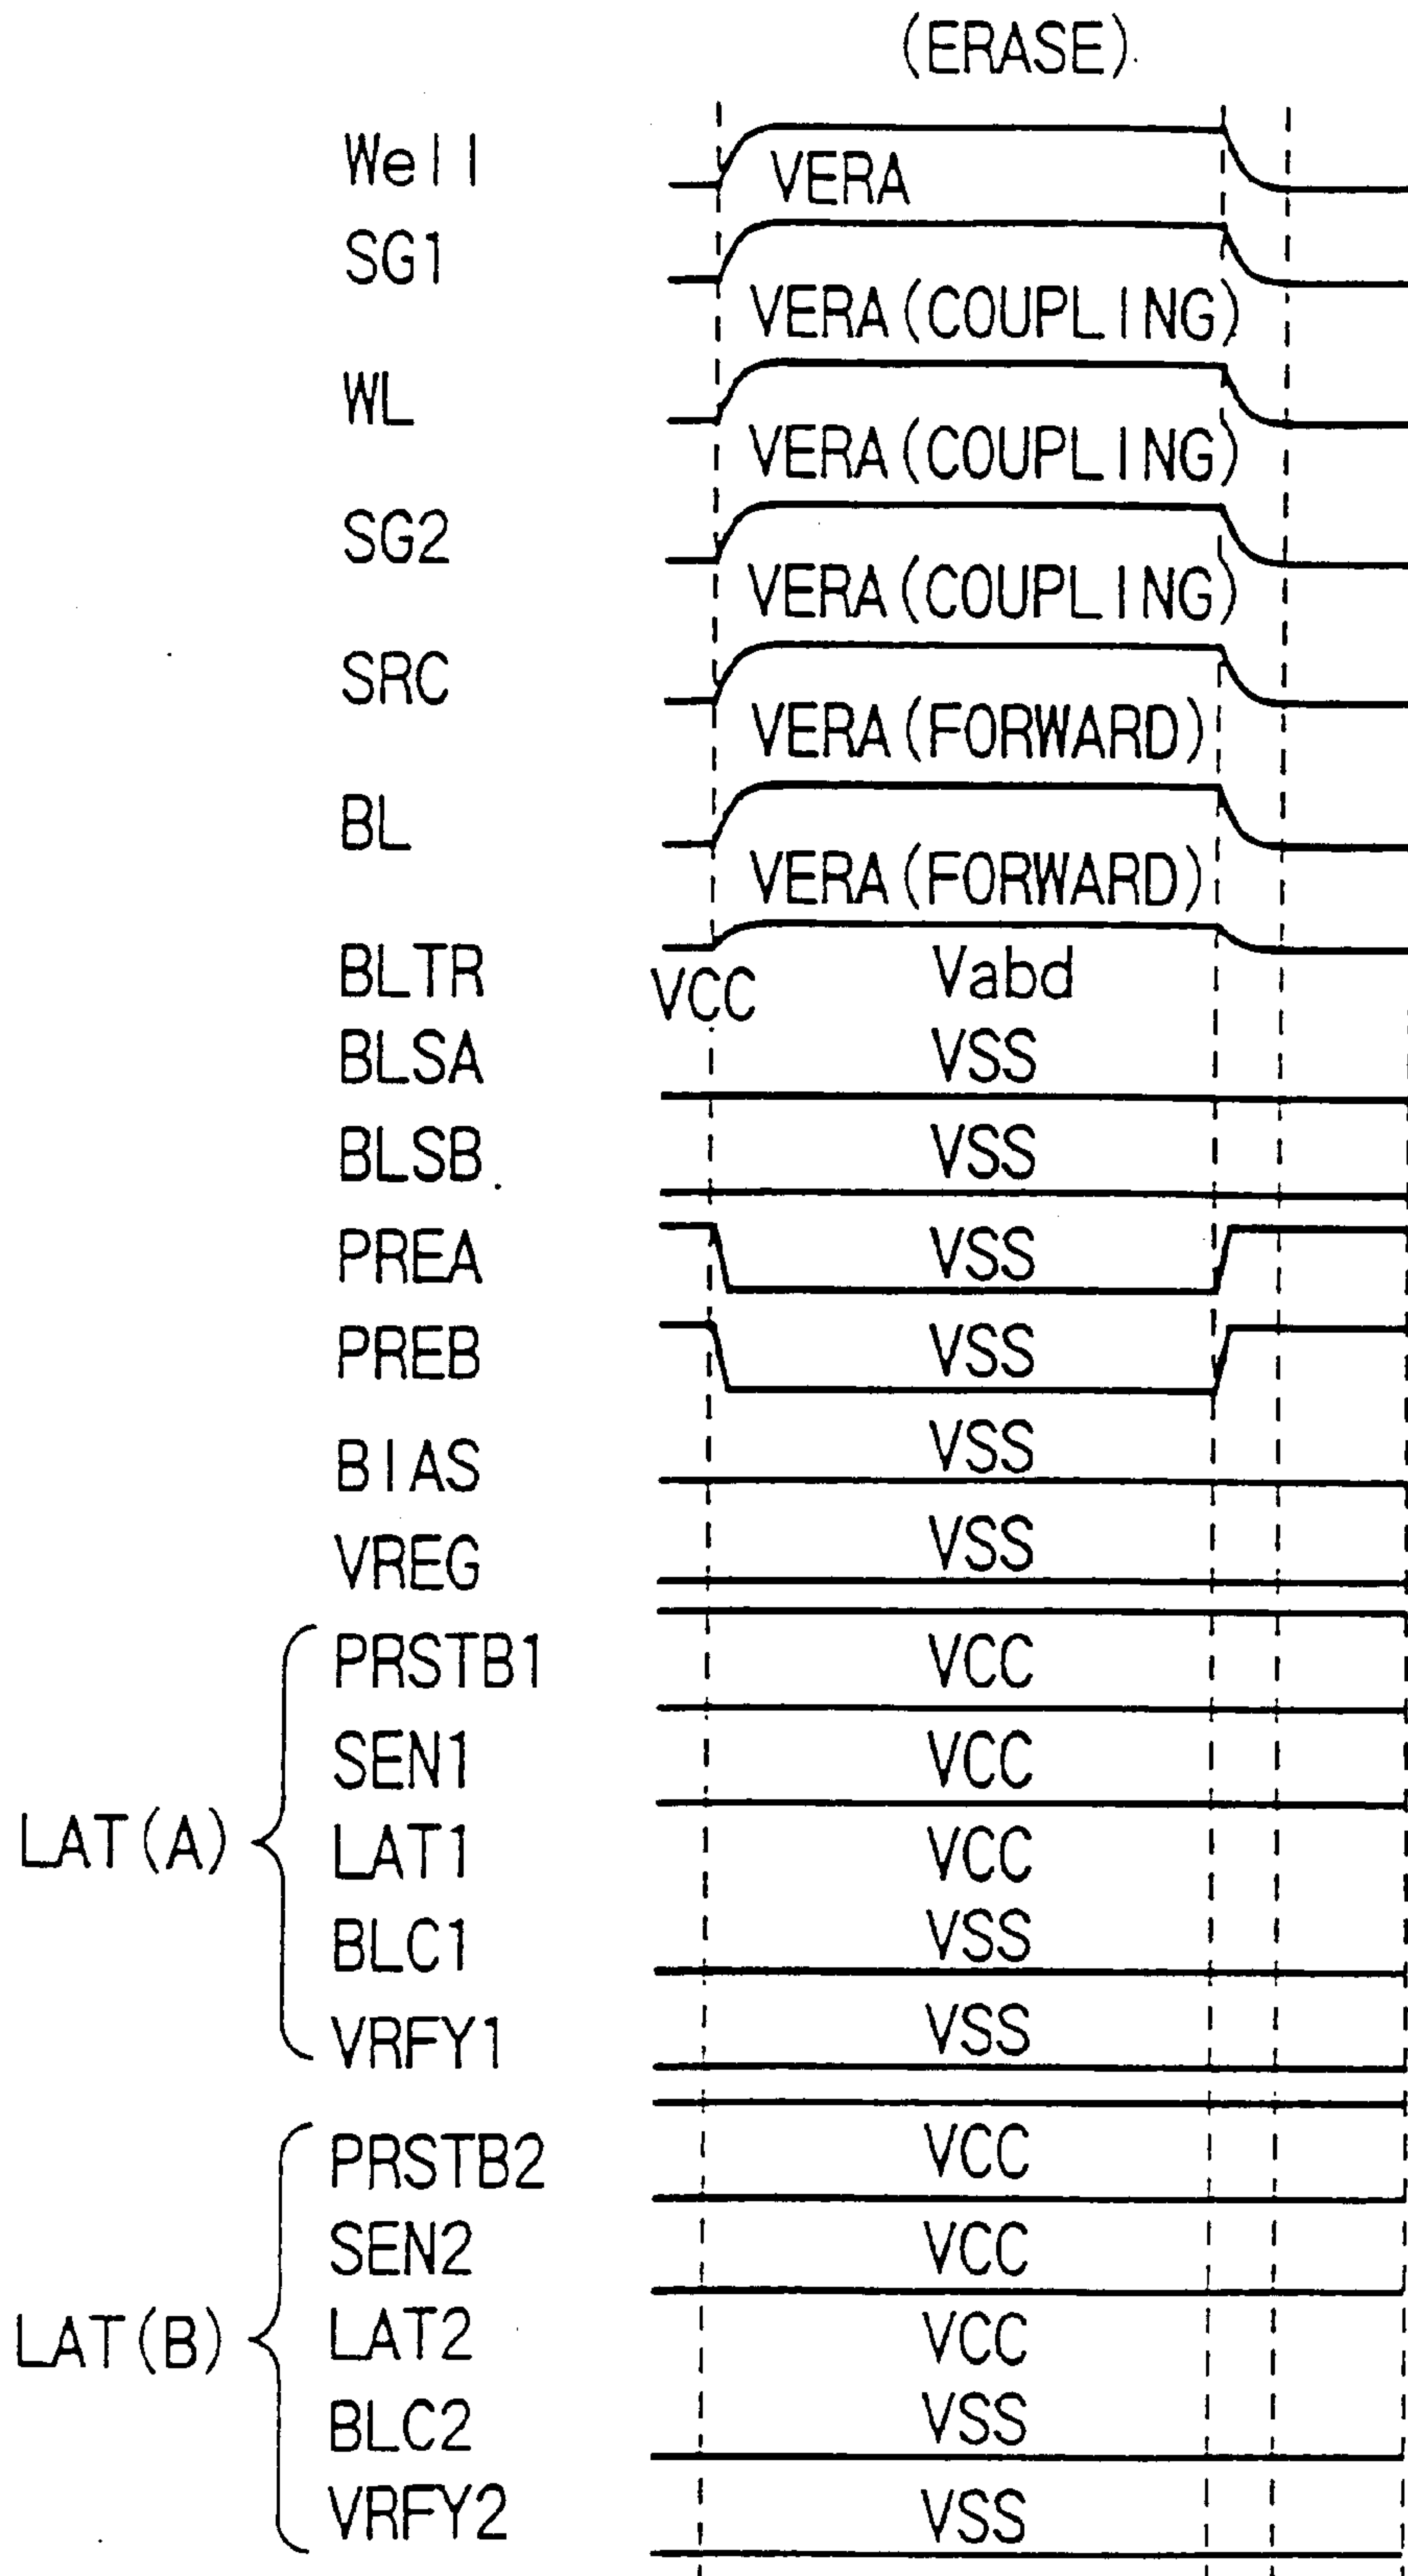 (ERASE)
Well
VERA
SG1
VERA(COUPLING)
WL
VERA(COUPLING)
SG2
VERA(COUPLING)
SRC
VERA(FORWARD)
BL
VERA(FORWARD)
BLTR VCC Vabd
BLSA VSS
BLSB VSS
PREA VSS
PREB VSS
BIAS VSS
VREG VSS
PRSTB1 VCC
SEN1 VCC
LAT(A) LAT1 VCC
BLC1 VSS
VRFY1 VSS
PRSTB2 VCC
SEN2 VCC
LAT(B) LAT2 VCC
BLC2 VSS
VRFY2 VSS